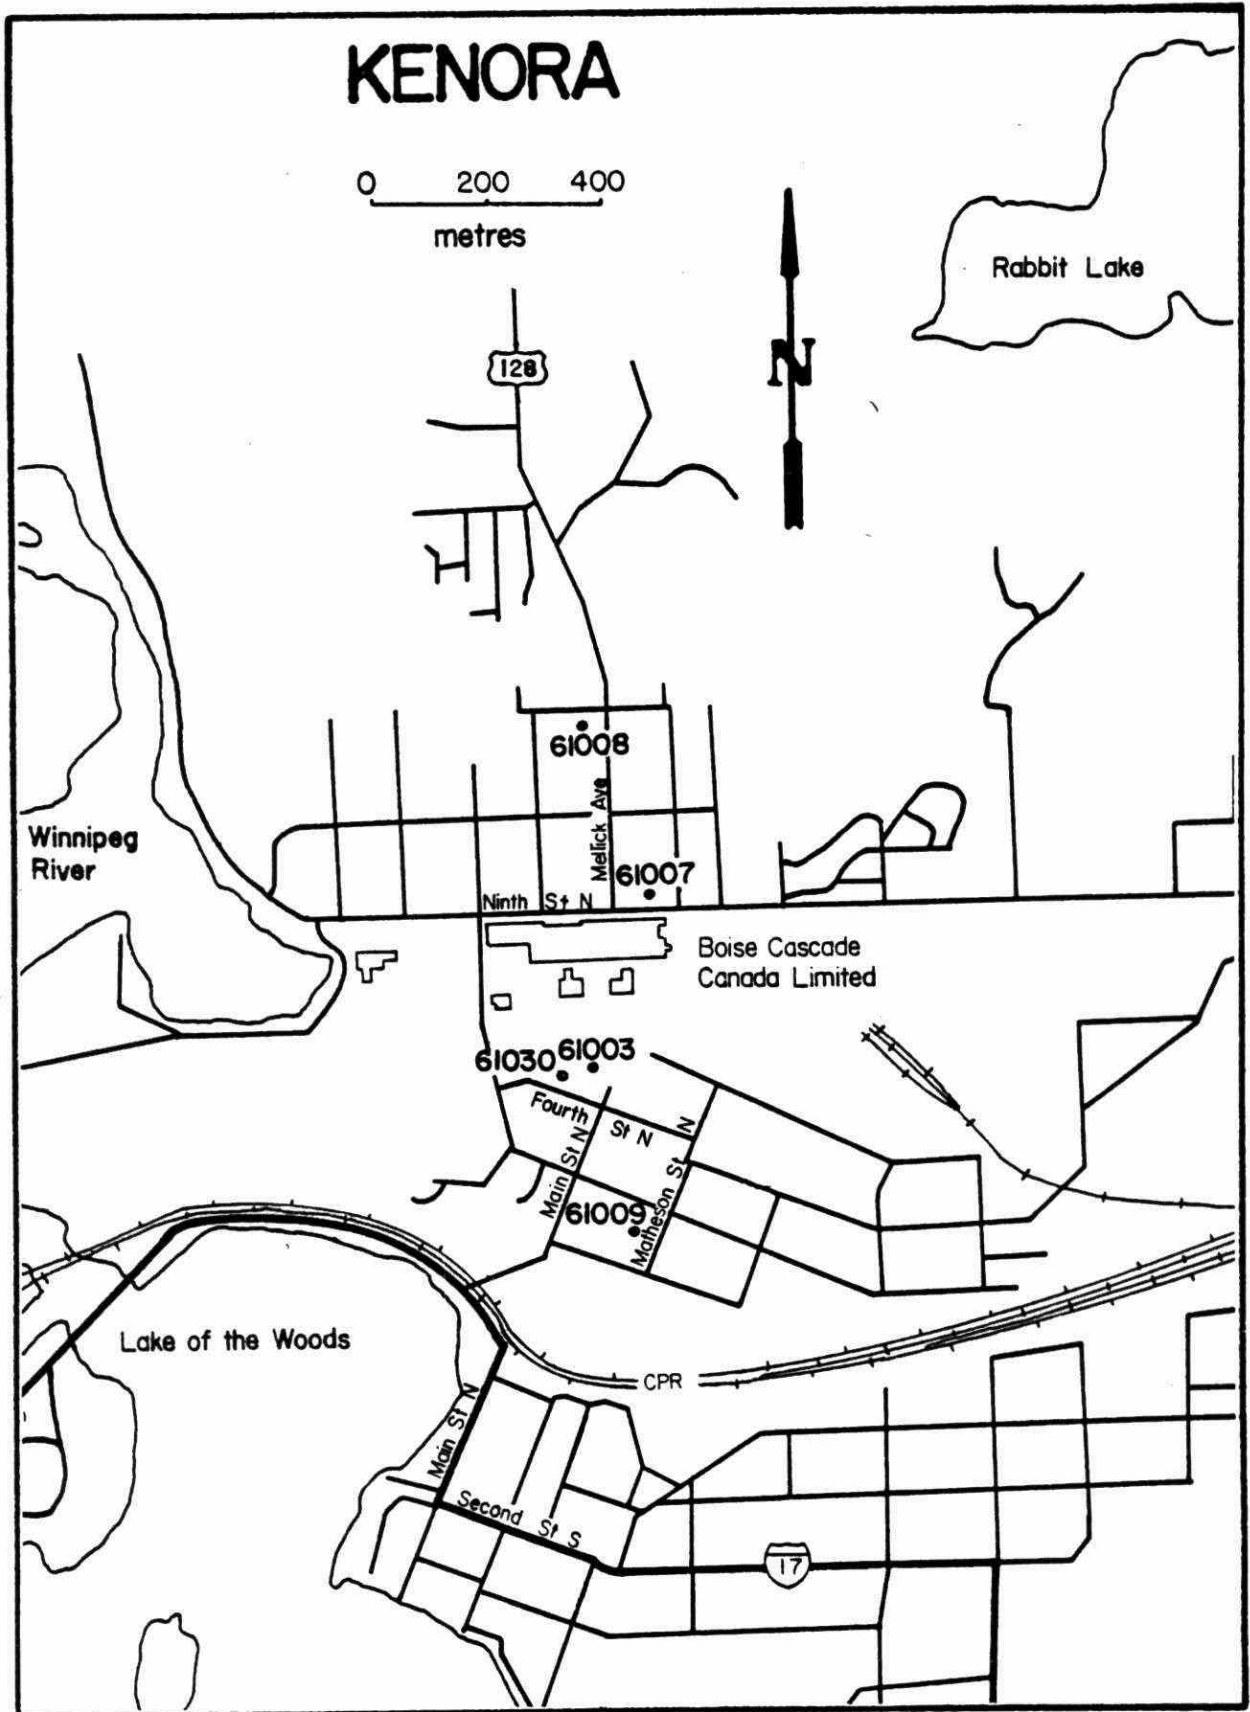 KENORA
0 200 400
metres
Rabbit Lake
N
128
61008
Mellick Ave
Winnipeg
River
61007
Ninth St N
Boise Cascade
Canada Limited
61030 61003
Fourth St N
Main St N
Matheson St N
61009
Lake of the Woods
CPR
Main St N
Second St S
17